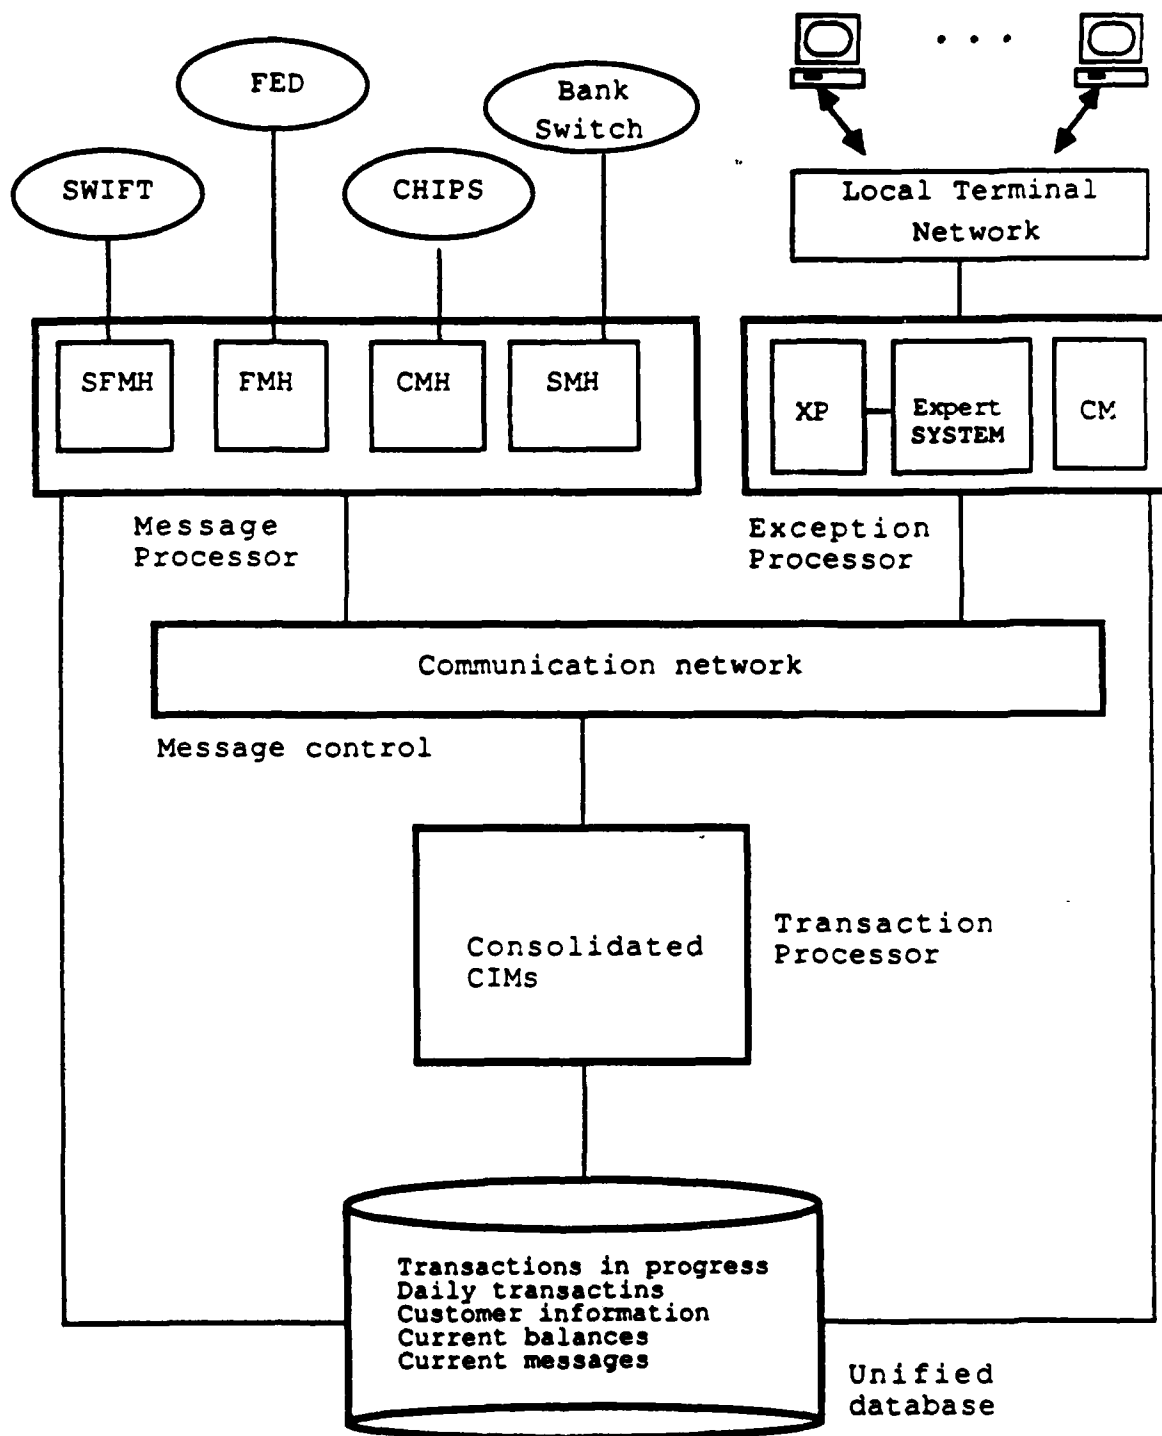 FED
Bank
Switch
SWIFT
CHIPS
Local Terminal
Network
SFMH
FMH
CMH
SMH
XP
Expert
SYSTEM
CM
Message
Processor
Exception
Processor
Communication network
Message control
Consolidated
CIMs
Transaction
Processor
Transactions in progress
Daily transactins
Customer information
Current balances
Current messages
Unified
database